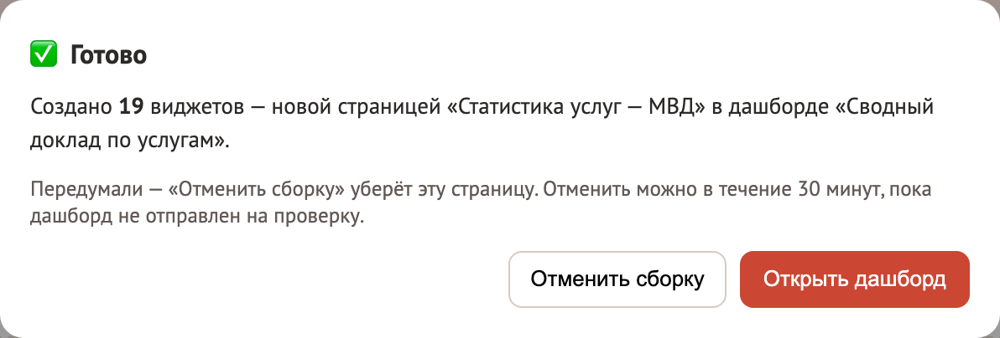 ✅ Готово
Создано 19 виджетов — новой страницей «Статистика услуг — МВД» в дашборде «Сводный
доклад по услугам».
Передумали — «Отменить сборку» уберёт эту страницу. Отменить можно в течение 30 минут, пока
дашборд не отправлен на проверку.
Отменить сборку
Открыть дашборд